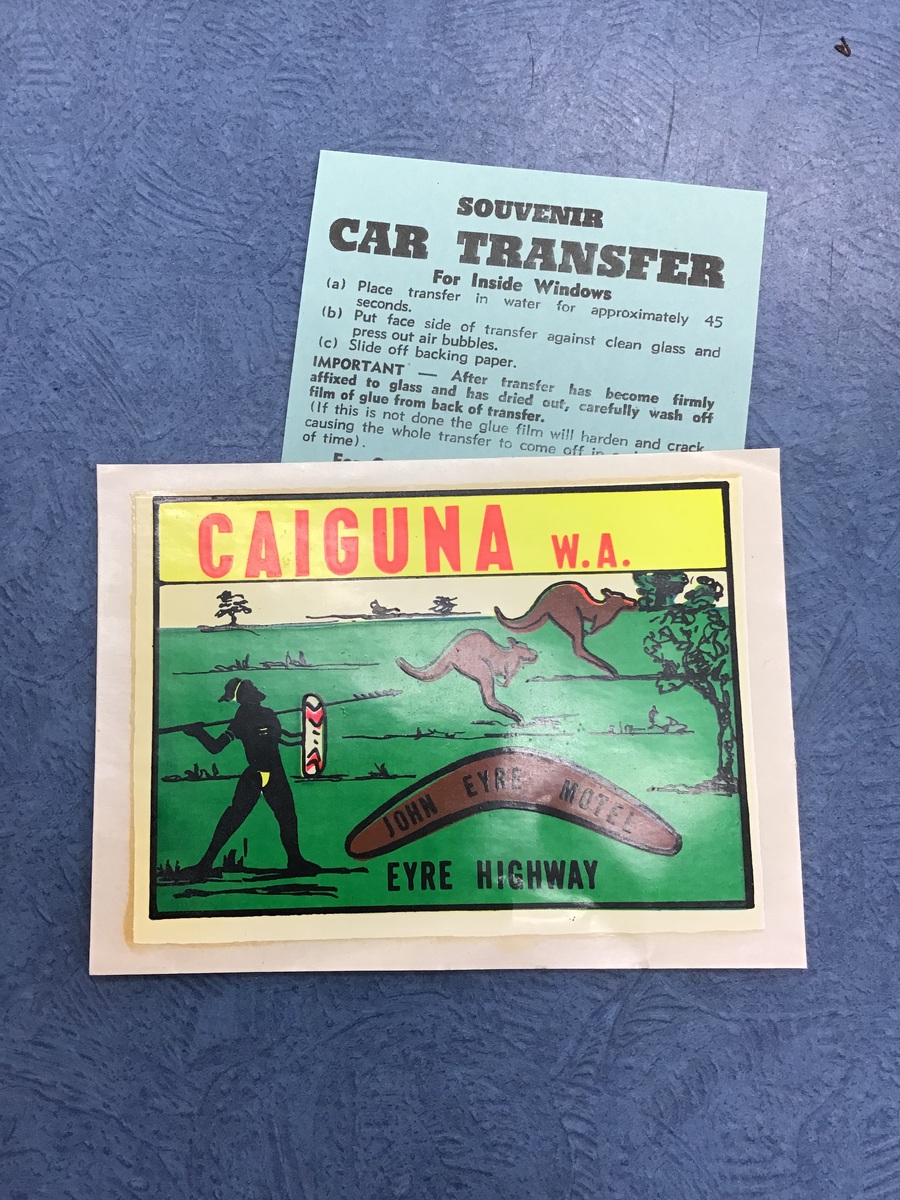 SOUVENIR
CAR TRANSFER
For Inside Windows
(a) Place transfer in water for approximately 45
seconds.
(b) Put face side of transfer against clean glass and
press out air bubbles.
(c) Slide off backing paper.
IMPORTANT — After transfer has become firmly
affixed to glass and has dried out, carefully wash off
film of glue from back of transfer.
(If this is not done the glue film will harden and crack
causing the whole transfer to come off in
of time).
CAIGUNA W.A.
JOHN EYRE MOTEL
EYRE HIGHWAY